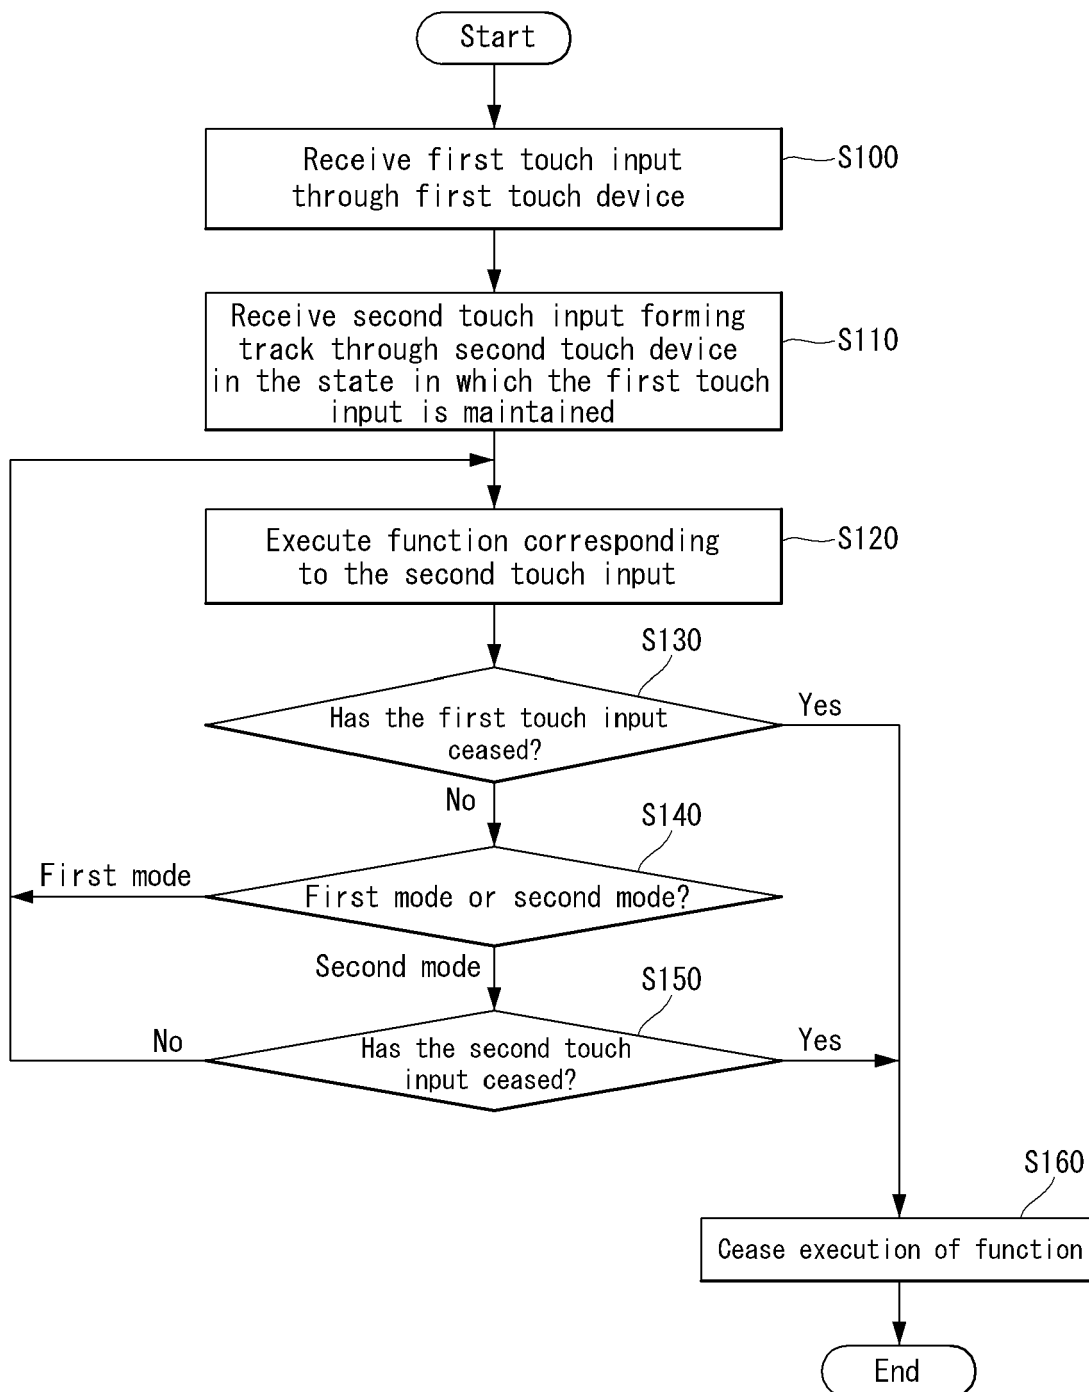 Start
Receive first touch input
through first touch device
S100
Receive second touch input forming
track through second touch device
in the state in which the first touch
input is maintained
S110
Execute function corresponding
to the second touch input
S120
S130
Has the first touch input
ceased?
Yes
No
S140
First mode
First mode or second mode?
Second mode
S150
No
Has the second touch
input ceased?
Yes
S160
Cease execution of function
End